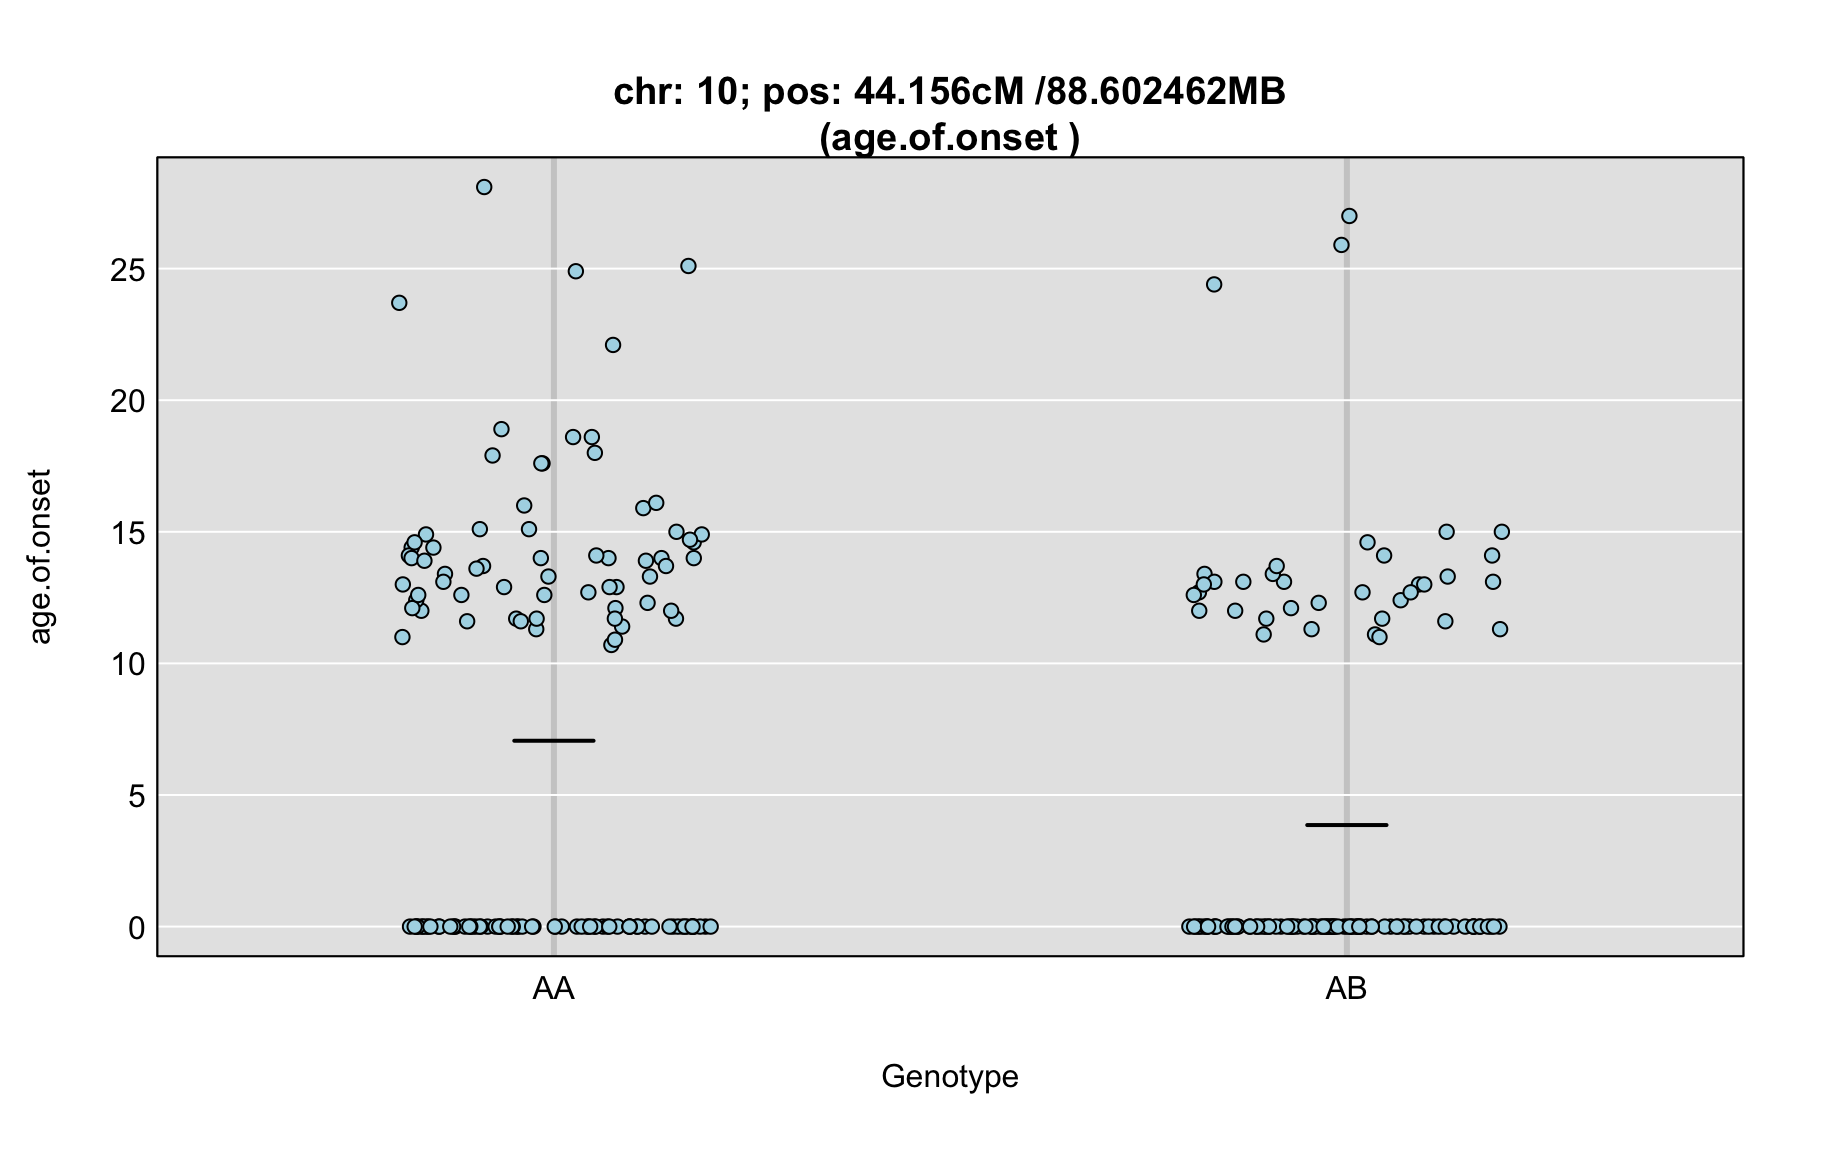 chr: 10; pos: 44.156cM /88.602462MB
(age.of.onset )
age.of.onset
25
20
15
10
5
0
AA
AB
Genotype